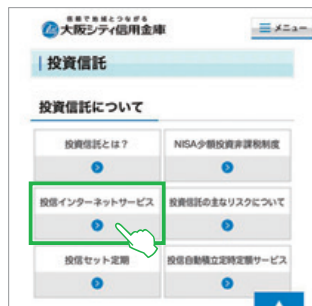 信頼で地域とつながる
大阪シティ信用金庫
メニュー
投資信託
投資信託について
投資信託とは？
NISA少額投資非課税制度
投信インターネットサービス
投資信託の主なリスクについて
投信セット定期
投信自動積立定時定額サービス